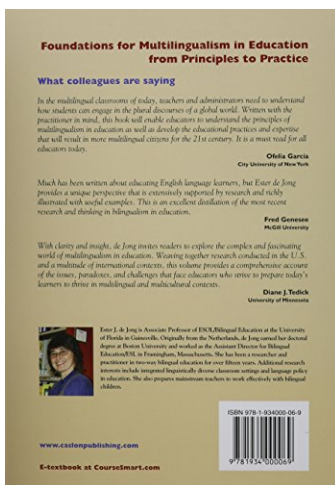 Foundations for Multilingualism in Education
from Principles to Practice
What colleagues are saying
In the multilingual classrooms of today, teachers and administrators need to understand
how students can engage in the plural discourses of a global world. Written with the
practitioner in mind, this book will enable educators to understand the principles of
multilingualism in education as well as develop the educational practices and expertise
that will result in more multilingual citizens for the 21st century. It is a must read for all
educators today.
Ofelia Garcia
City University of New York
Much has been written about educating English language learners, but Ester de Jong
provides a unique perspective that is extensively supported by research and richly
illustrated with useful examples. This is an excellent distillation of the most recent
research and thinking in bilingualism in education.
Fred Genesee
McGill University
With clarity and insight, de Jong invites readers to explore the complex and fascinating
world of multilingualism in education. Weaving together research conducted in the U.S.
and a multitude of international contexts, this volume provides a comprehensive account
of the issues, paradoxes, and challenges that face educators who strive to prepare today's
learners to thrive in multilingual and multicultural contexts.
Diane J. Tedick
University of Minnesota
Ester J. de Jong is Associate Professor of ESOL/Bilingual Education at the University
of Florida in Gainesville. Originally from the Netherlands, de Jong earned her doctoral
degree at Boston University and worked as the Assistant Director for Bilingual
Education/ESL in Framingham, Massachusetts. She has been a researcher and
practitioner in two-way bilingual education for over fifteen years. Additional research
interests include integrated linguistically diverse classroom settings and language policy
in education. She also prepares mainstream teachers to work effectively with bilingual
children.
ISBN 978-1-934000-06-9
9 781934 000069
www.caslonpublishing.com
E-textbook at CourseSmart.com